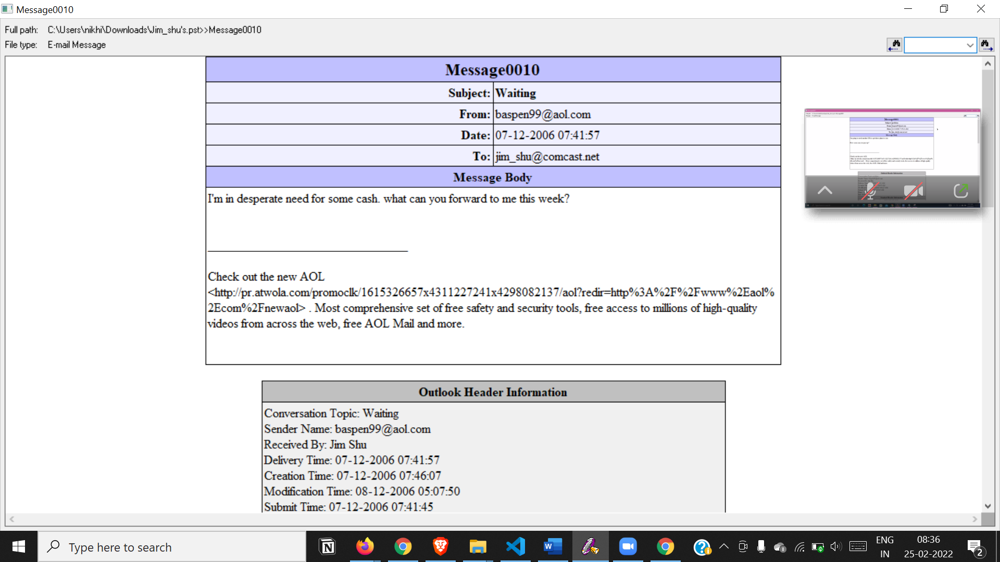 Message0010
Full path: C:\Users\nikhi\Downloads\Jim_shu's.pst>>Message0010
File type: E-mail Message
Message0010
Subject: Waiting
From: baspen99@aol.com
Date: 07-12-2006 07:41:57
To: jim_shu@comcast.net
Message Body
I'm in desperate need for some cash. what can you forward to me this week?
Check out the new AOL
<http://pr.atwola.com/promoclk/1615326657x4311227241x4298082137/aol?redir=http%3A%2F%2Fwww%2Eaol%
2Ecom%2Fnewaol> . Most comprehensive set of free safety and security tools, free access to millions of high-quality
videos from across the web, free AOL Mail and more.
Outlook Header Information
Conversation Topic: Waiting
Sender Name: baspen99@aol.com
Received By: Jim Shu
Delivery Time: 07-12-2006 07:41:57
Creation Time: 07-12-2006 07:46:07
Modification Time: 08-12-2006 05:07:50
Submit Time: 07-12-2006 07:41:45
Type here to search
ENG
IN
08:36
25-02-2022
2